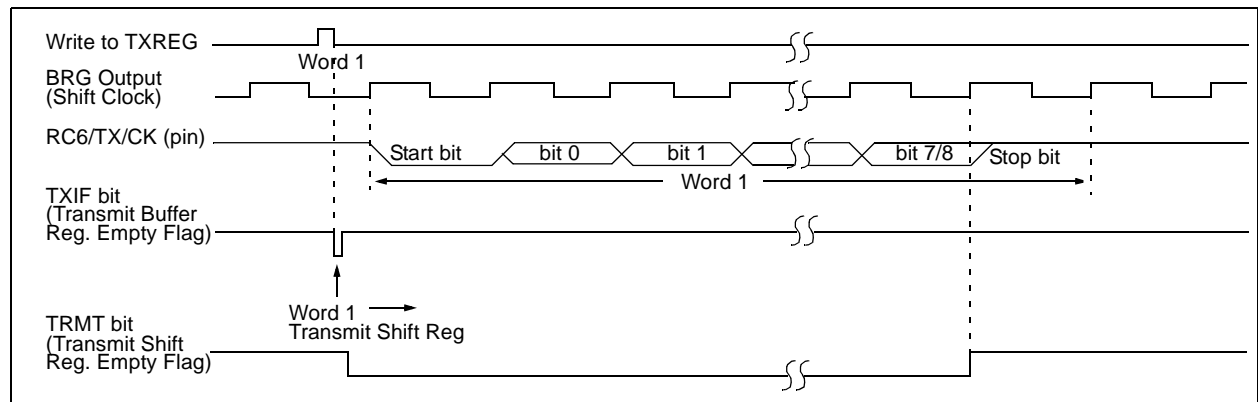 Write to TXREG
Word 1
BRG Output
(Shift Clock)
RC6/TX/CK (pin)
Start bit
bit 0
bit 1
bit 7/8
Stop bit
Word 1
TXIF bit
(Transmit Buffer
Reg. Empty Flag)
Word 1
Transmit Shift Reg
TRMT bit
(Transmit Shift
Reg. Empty Flag)